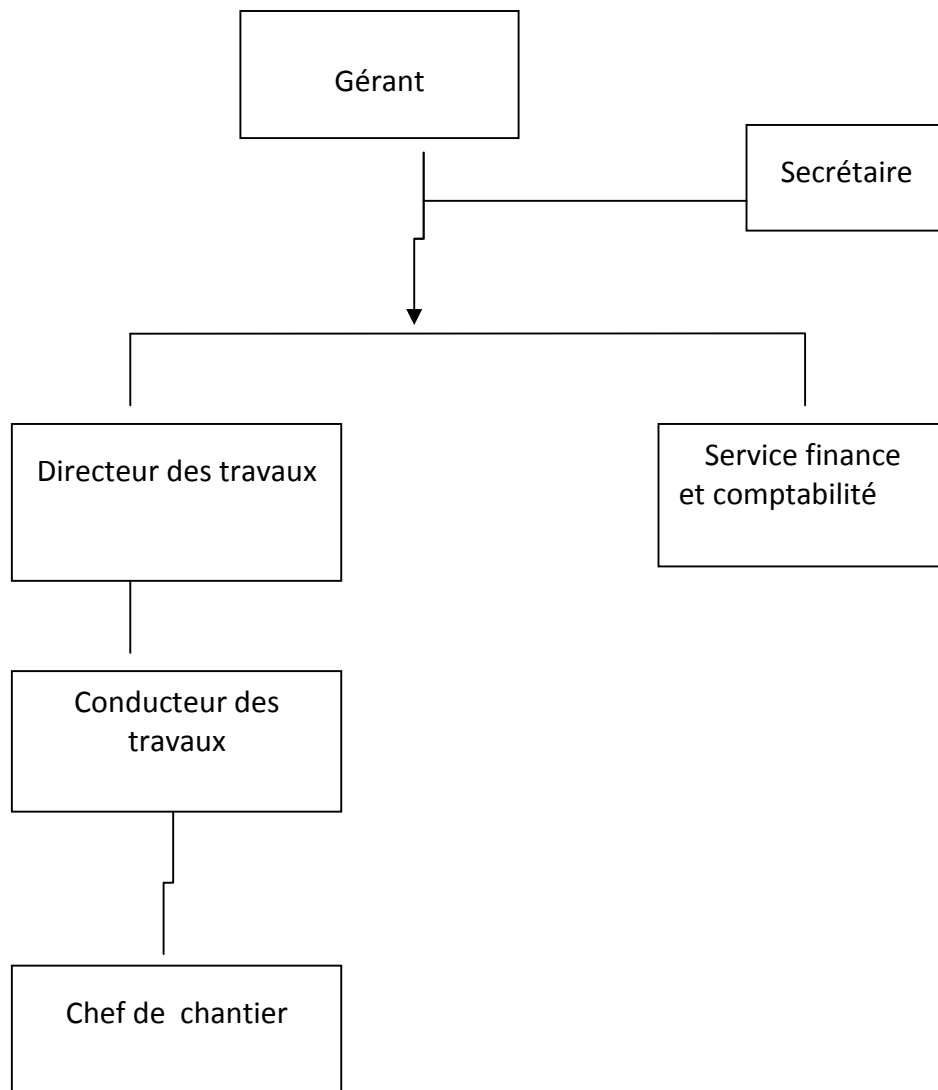 Gérant
Secrétaire
Directeur des travaux
Service finance
et comptabilité
Conducteur des
travaux
Chef de chantier